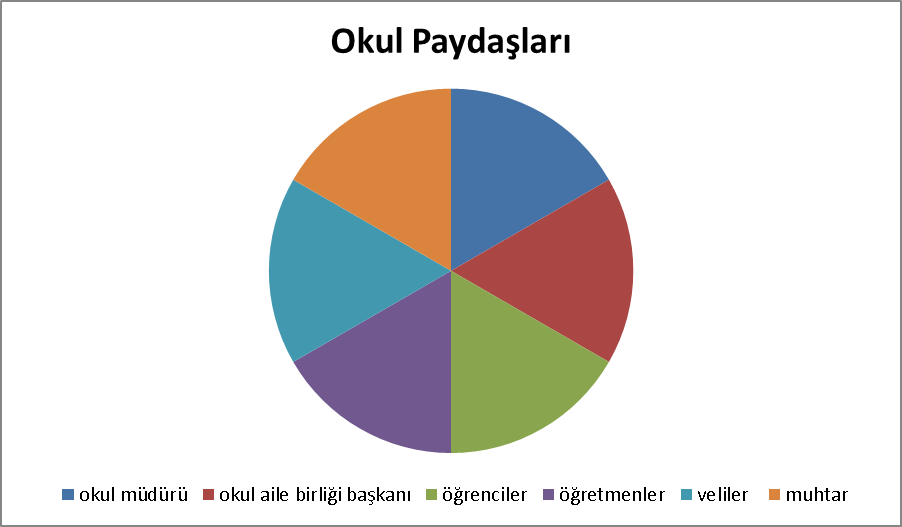 Okul Paydaşları
okul müdürü okul aile birliği başkanı öğrenciler öğretmenler veliler muhtar